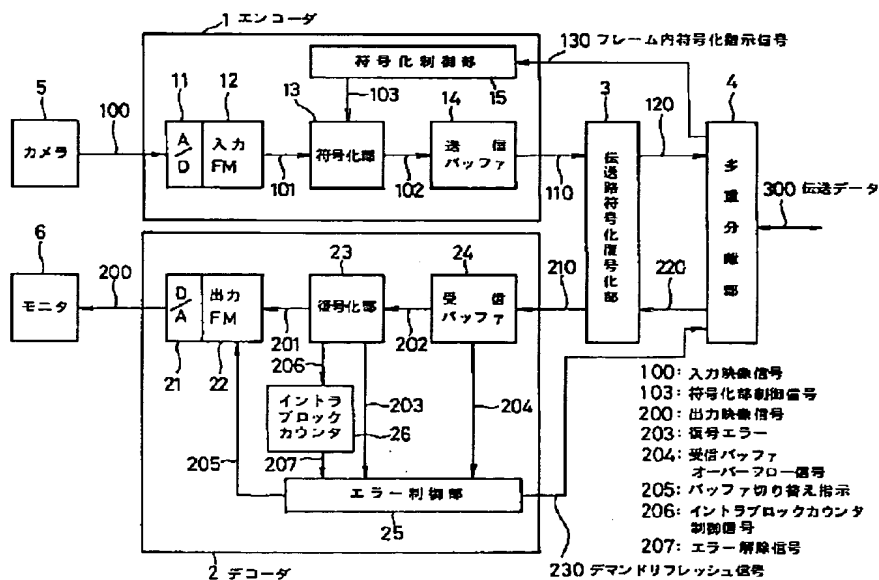 1 エンコーダ
130 フレーム内符号化指示信号
符号化制御部
15
5
カメラ
100
11
12
A/D
入力
FM
101
103
13
符号化部
102
14
送信
バッファ
110
3
伝送路符号化復号化部
120
4
多重分離部
300 伝送データ
6
モニタ
200
D/A
出力
FM
21
22
201
23
復号化部
202
24
受信
バッファ
210
220
206
イントラ
ブロック
カウンタ
26
203
204
205
207
エラー制御部
25
2 デコーダ
230 デマンドリフレッシュ信号
100: 入力映像信号
103: 符号化部制御信号
200: 出力映像信号
203: 復号エラー
204: 受信バッファ
オーバーフロー信号
205: バッファ切り替え指示
206: イントラブロックカウンタ
制御信号
207: エラー解除信号